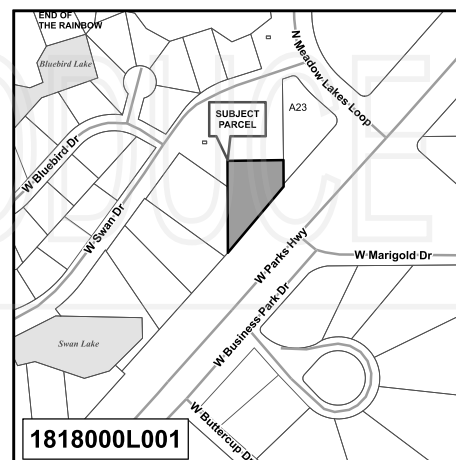 END OF
THE RAINBOW
Bluebird Lake
N Meadow Lakes Loop
A23
SUBJECT
PARCEL
W Bluebird Dr
W Swan Dr
W Parks Hwy
W Marigold Dr
W Business Park Dr
Swan Lake
W Buttercup Dr
1818000L001